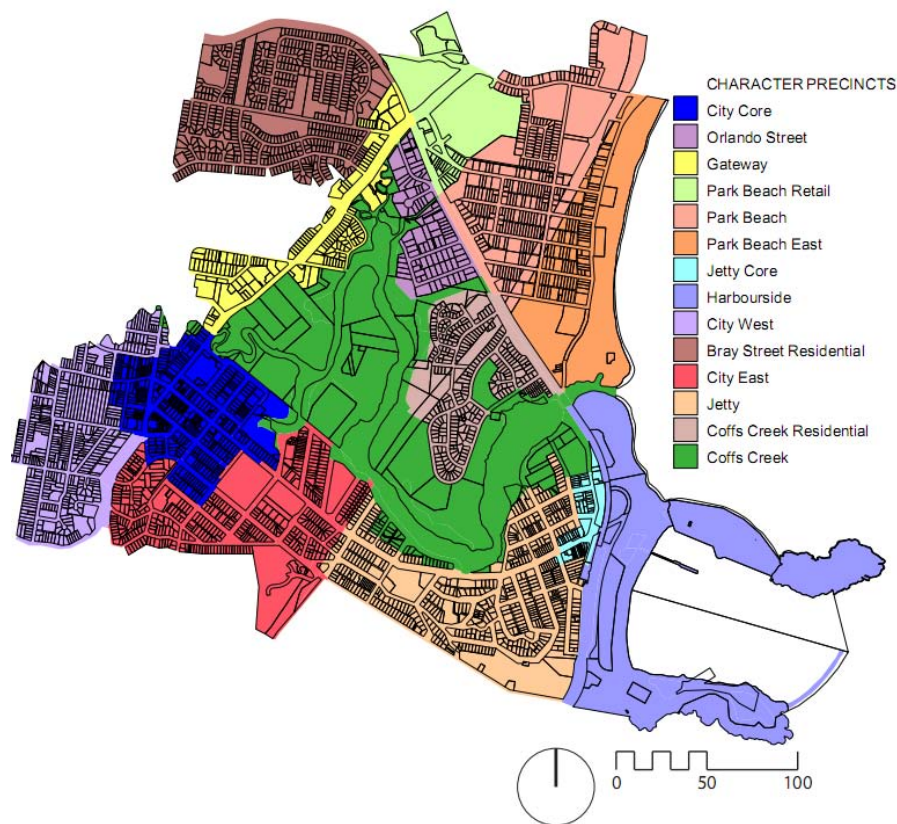 CHARACTER PRECINCTS
City Core
Orlando Street
Gateway
Park Beach Retail
Park Beach
Park Beach East
Jetty Core
Harbourside
City West
Bray Street Residential
City East
Jetty
Coffs Creek Residential
Coffs Creek
0 50 100